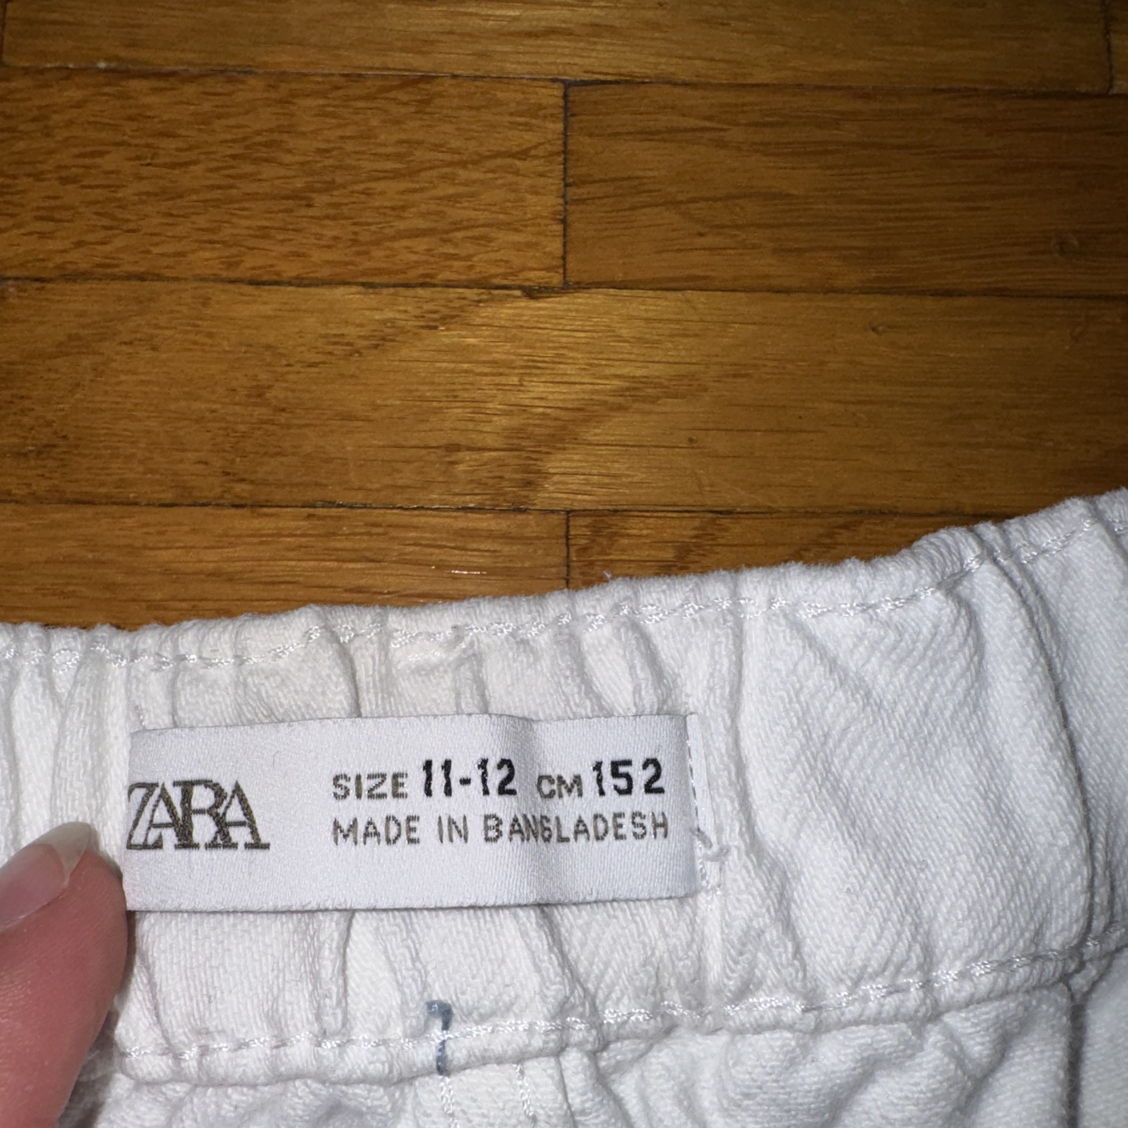 ZARA
SIZE 11-12 CM 152
MADE IN BANGLADESH